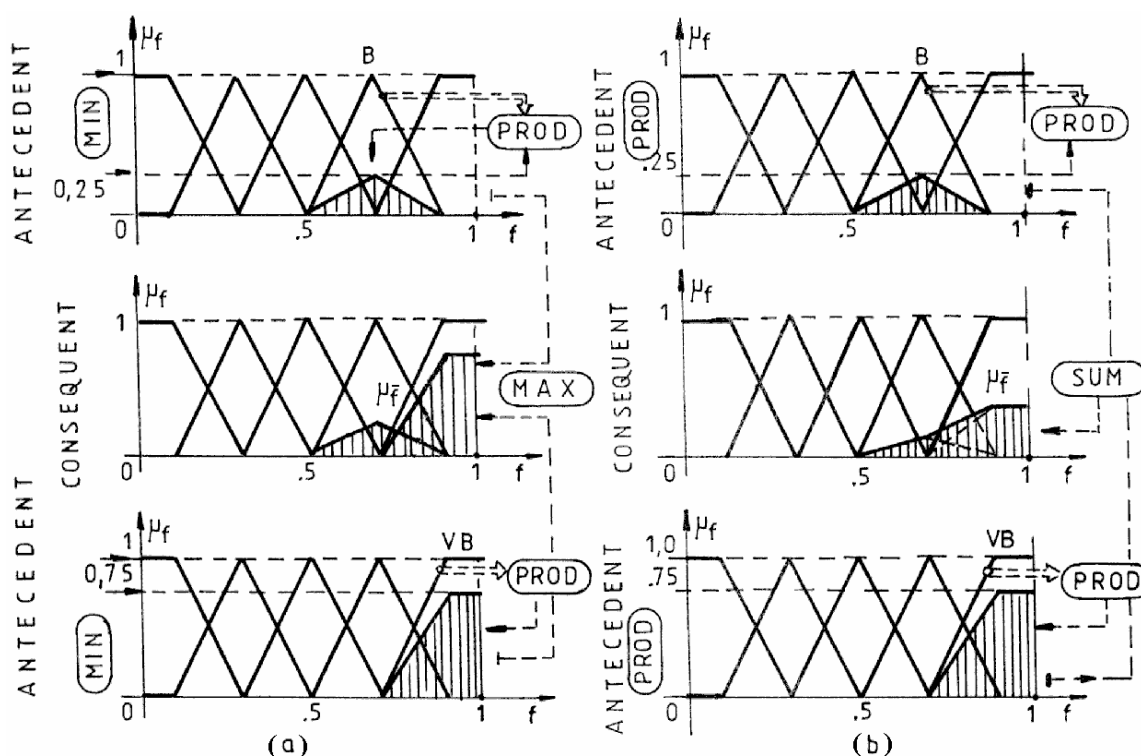 ANTECEDENT
MIN
μf
1
B
PROD
0,25
0
.5
1
f
CONSEQUENT
μf
1
μf̄
MAX
0
.5
1
f
ANTECEDENT
MIN
μf
1
0,75
VB
PROD
0
.5
1
f
(a)
ANTECEDENT
PROD
μf
1
B
PROD
.25
0
.5
1
f
CONSEQUENT
μf
1
μf̄
SUM
0
.5
1
f
ANTECEDENT
PROD
μf
1,0
.75
VB
PROD
0
.5
1
f
(b)